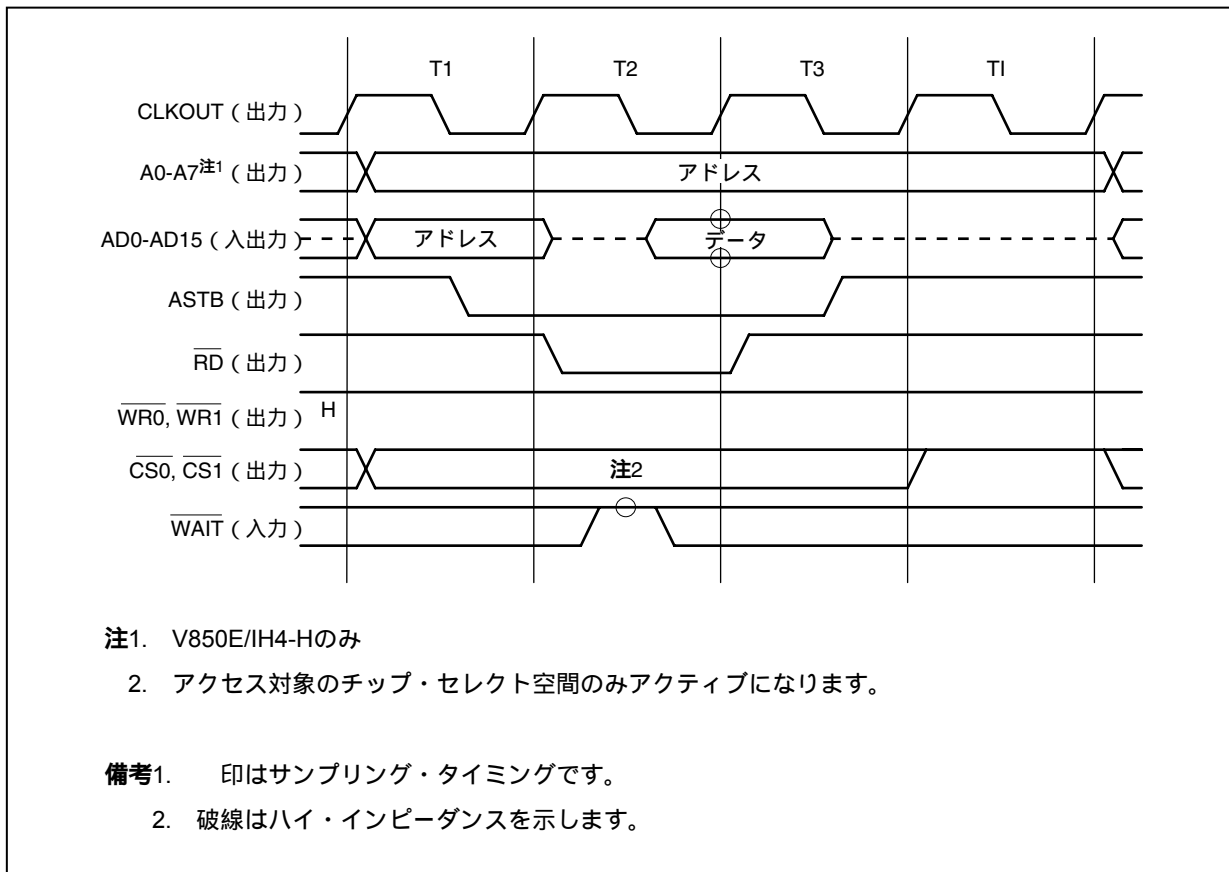 T1 T2 T3 TI
CLKOUT（出力）
A0-A7注1（出力） アドレス
AD0-AD15（入出力） アドレス データ
ASTB（出力）
RD（出力）
WR0, WR1（出力） H
CS0, CS1（出力） 注2
WAIT（入力）
注1. V850E/IH4-Hのみ
2. アクセス対象のチップ・セレクト空間のみアクティブになります。
備考1. 印はサンプリング・タイミングです。
2. 破線はハイ・インピーダンスを示します。